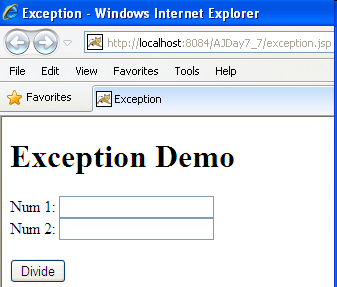 Exception - Windows Internet Explorer
http://localhost:8084/AJDay7_7/exception.jsp
File Edit View Favorites Tools Help
Favorites Exception
Exception Demo
Num 1:
Num 2:
Divide